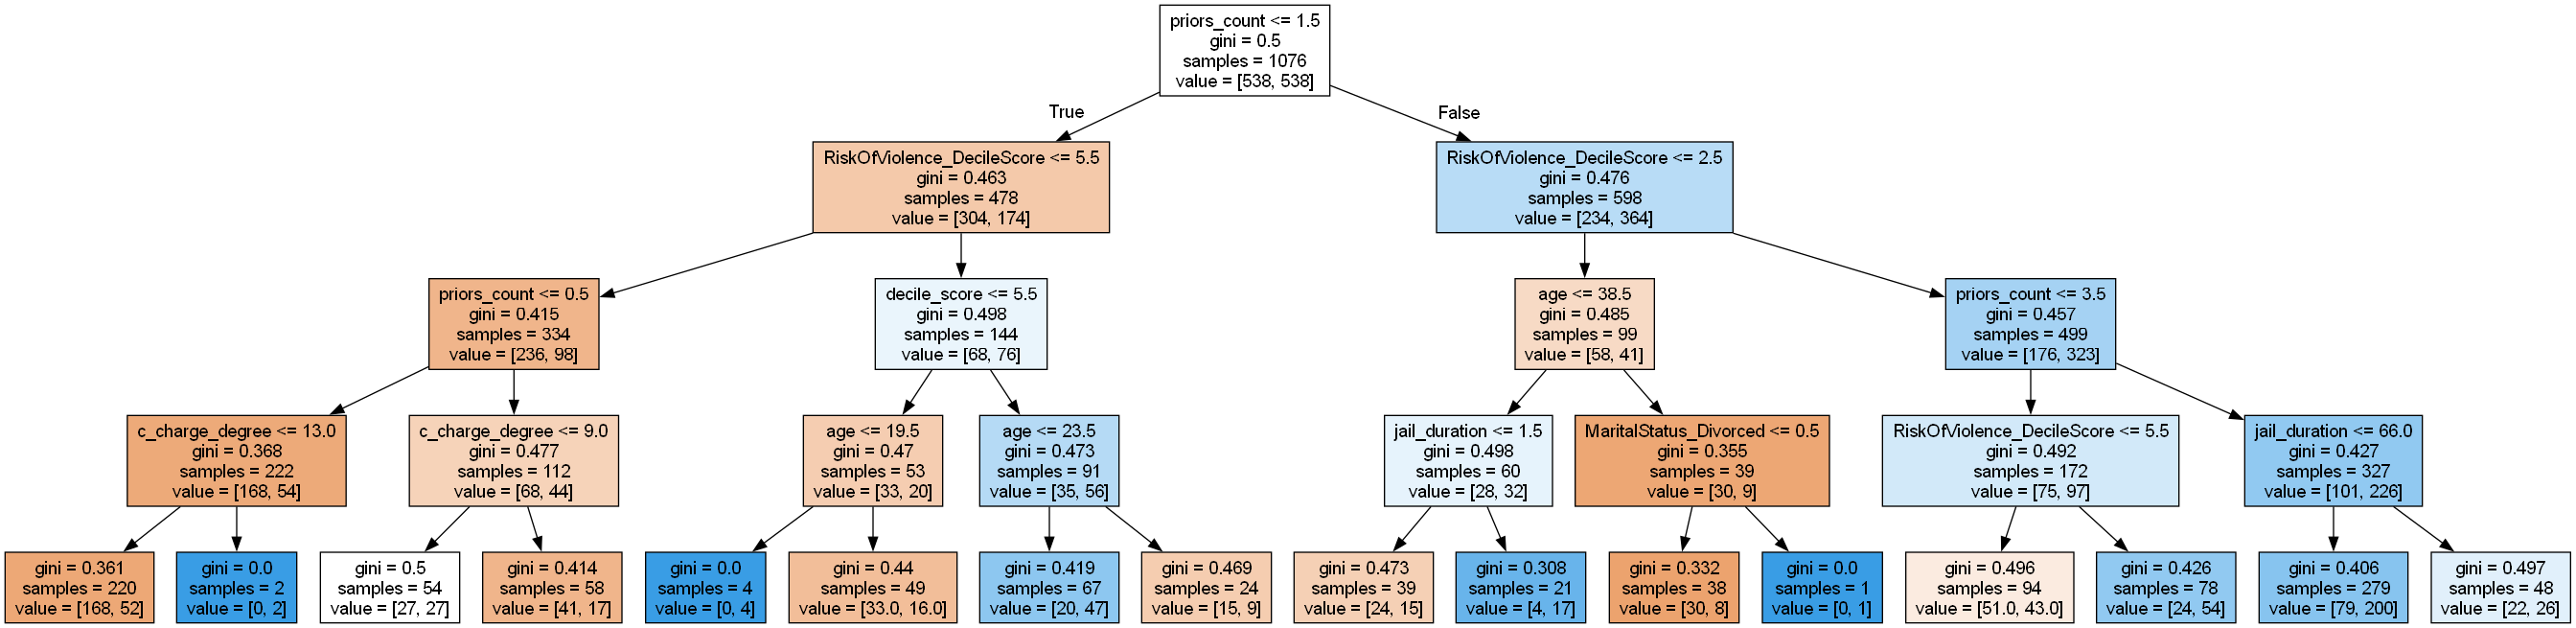 priors_count <= 1.5
gini = 0.5
samples = 1076
value = [538, 538]
True
False
RiskOfViolence_DecileScore <= 5.5
gini = 0.463
samples = 478
value = [304, 174]
RiskOfViolence_DecileScore <= 2.5
gini = 0.476
samples = 598
value = [234, 364]
priors_count <= 0.5
gini = 0.415
samples = 334
value = [236, 98]
decile_score <= 5.5
gini = 0.498
samples = 144
value = [68, 76]
age <= 38.5
gini = 0.485
samples = 99
value = [58, 41]
priors_count <= 3.5
gini = 0.457
samples = 499
value = [176, 323]
c_charge_degree <= 13.0
gini = 0.368
samples = 222
value = [168, 54]
c_charge_degree <= 9.0
gini = 0.477
samples = 112
value = [68, 44]
age <= 19.5
gini = 0.47
samples = 53
value = [33, 20]
age <= 23.5
gini = 0.473
samples = 91
value = [35, 56]
jail_duration <= 1.5
gini = 0.498
samples = 60
value = [28, 32]
MaritalStatus_Divorced <= 0.5
gini = 0.355
samples = 39
value = [30, 9]
RiskOfViolence_DecileScore <= 5.5
gini = 0.492
samples = 172
value = [75, 97]
jail_duration <= 66.0
gini = 0.427
samples = 327
value = [101, 226]
gini = 0.361
samples = 220
value = [168, 52]
gini = 0.0
samples = 2
value = [0, 2]
gini = 0.5
samples = 54
value = [27, 27]
gini = 0.414
samples = 58
value = [41, 17]
gini = 0.0
samples = 4
value = [0, 4]
gini = 0.44
samples = 49
value = [33.0, 16.0]
gini = 0.419
samples = 67
value = [20, 47]
gini = 0.469
samples = 24
value = [15, 9]
gini = 0.473
samples = 39
value = [24, 15]
gini = 0.308
samples = 21
value = [4, 17]
gini = 0.332
samples = 38
value = [30, 8]
gini = 0.0
samples = 1
value = [0, 1]
gini = 0.496
samples = 94
value = [51.0, 43.0]
gini = 0.426
samples = 78
value = [24, 54]
gini = 0.406
samples = 279
value = [79, 200]
gini = 0.497
samples = 48
value = [22, 26]